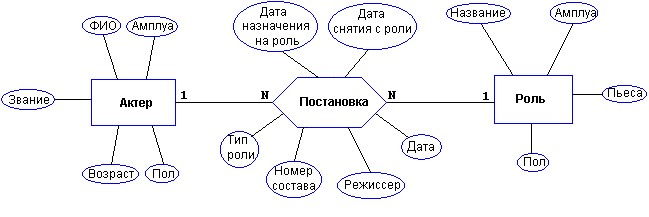 ФИО
Амплуа
Звание
Актер
Возраст
Пол
1
N
Дата
назначения
на роль
Дата
снятия с роли
Постановка
Тип
роли
Номер
состава
Режиссер
Дата
N
1
Название
Амплуа
Роль
Пьеса
Пол